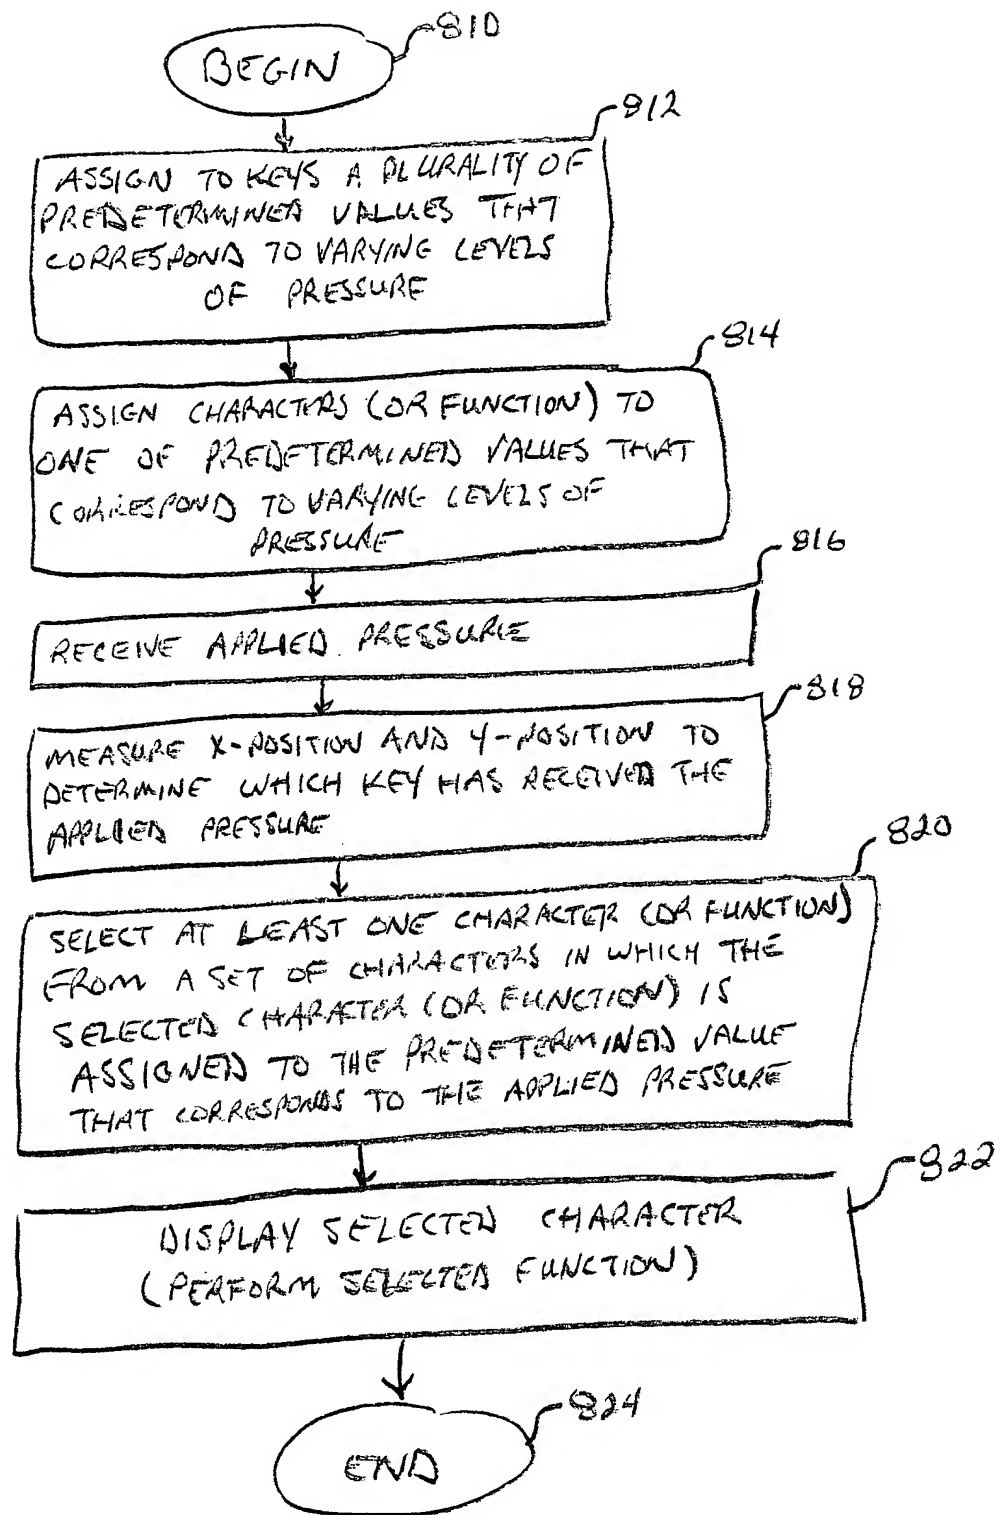 810
BEGIN
812
ASSIGN TO KEYS A PLURALITY OF
PREDETERMINED VALUES THAT
CORRESPOND TO VARYING LEVELS
OF PRESSURE
814
ASSIGN CHARACTERS (OR FUNCTION) TO
ONE OF PREDETERMINED VALUES THAT
CORRESPOND TO VARYING LEVELS OF
PRESSURE
816
RECEIVE APPLIED PRESSURE
818
MEASURE X-POSITION AND Y-POSITION TO
DETERMINE WHICH KEY HAS RECEIVED THE
APPLIED PRESSURE
820
SELECT AT LEAST ONE CHARACTER (OR FUNCTION)
FROM A SET OF CHARACTERS IN WHICH THE
SELECTED CHARACTER (OR FUNCTION) IS
ASSIGNED TO THE PREDETERMINED VALUE
THAT CORRESPONDS TO THE APPLIED PRESSURE
822
DISPLAY SELECTED CHARACTER
(PERFORM SELECTED FUNCTION)
824
END